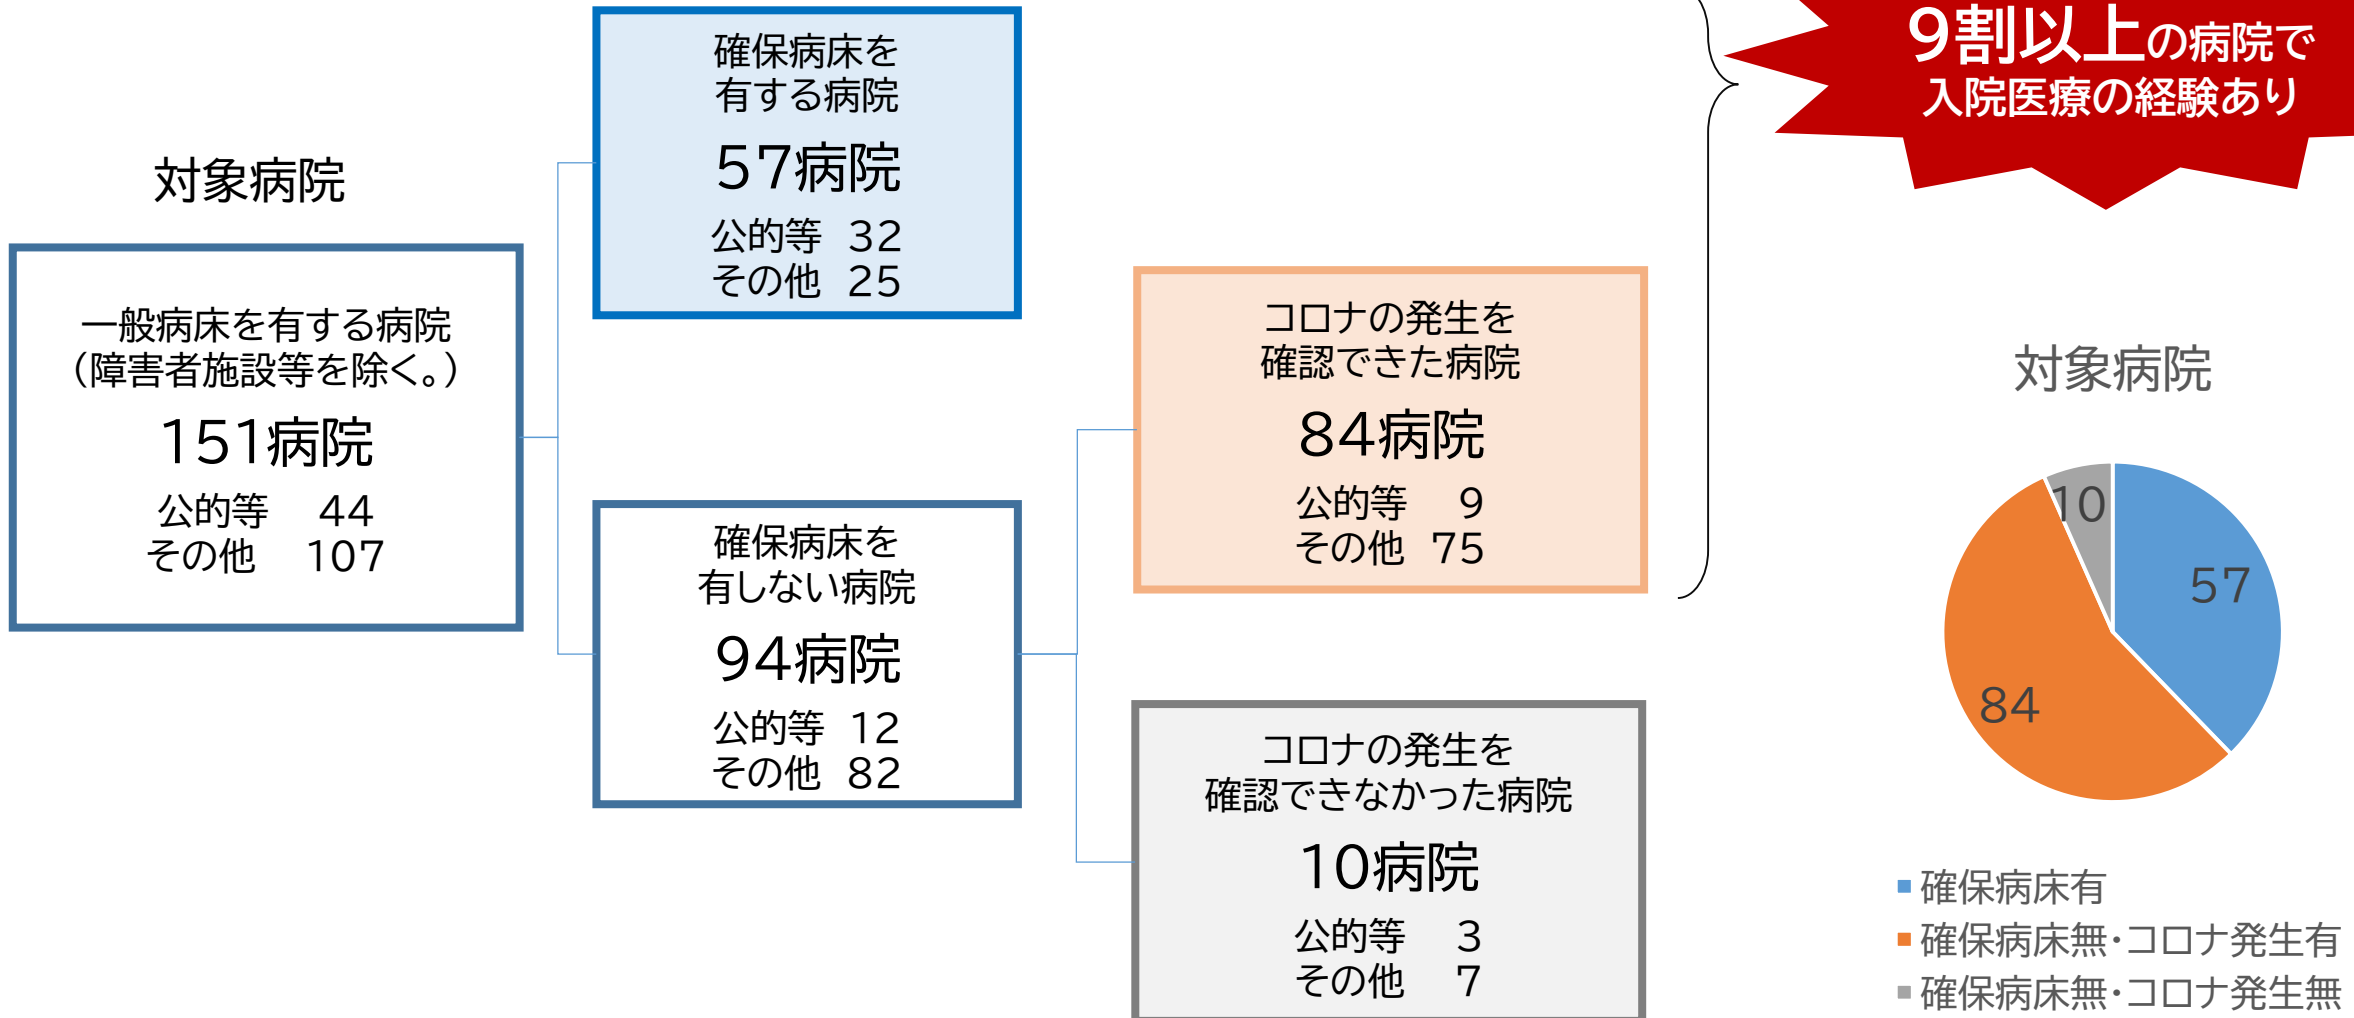 対象病院
一般病床を有する病院
（障害者施設等を除く。）
151病院
公的等　44
その他　107
確保病床を
有する病院
57病院
公的等　32
その他　25
確保病床を
有しない病院
94病院
公的等　12
その他　82
コロナの発生を
確認できた病院
84病院
公的等　9
その他　75
コロナの発生を
確認できなかった病院
10病院
公的等　3
その他　7
9割以上の病院で
入院医療の経験あり
対象病院
10
57
84
確保病床有
確保病床無・コロナ発生有
確保病床無・コロナ発生無